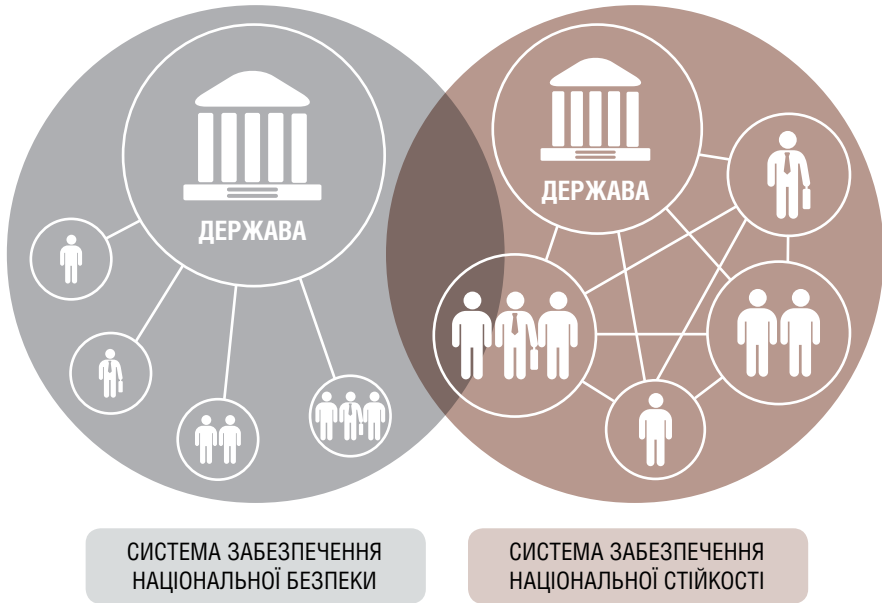 ДЕРЖАВА
ДЕРЖАВА
СИСТЕМА ЗАБЕЗПЕЧЕННЯ
НАЦІОНАЛЬНОЇ БЕЗПЕКИ
СИСТЕМА ЗАБЕЗПЕЧЕННЯ
НАЦІОНАЛЬНОЇ СТІЙКОСТІ